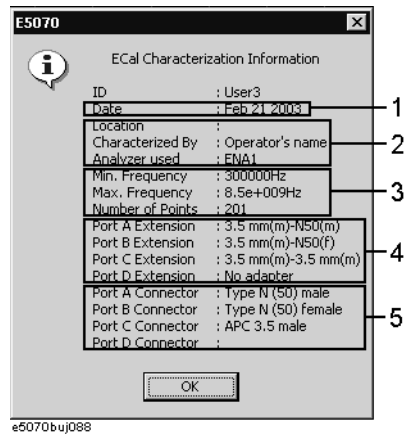 E5070
ECal Characterization Information
ID : User3
Date : Feb 21 2003
1
Location :
Characterized By : Operator's name
Analyzer used : ENA1
2
Min. Frequency : 300000Hz
Max. Frequency : 8.5e+009Hz
Number of Points : 201
3
Port A Extension : 3.5 mm(m)-N50(m)
Port B Extension : 3.5 mm(m)-N50(f)
Port C Extension : 3.5 mm(m)-3.5 mm(m)
Port D Extension : No adapter
4
Port A Connector : Type N (50) male
Port B Connector : Type N (50) female
Port C Connector : APC 3.5 male
Port D Connector :
5
OK
e5070buj088